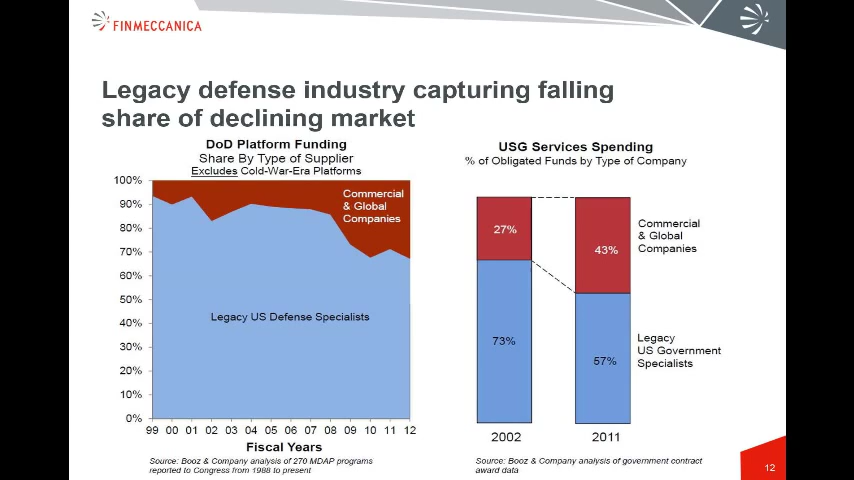 FINMECCANICA
Legacy defense industry capturing falling
share of declining market
DoD Platform Funding
Share By Type of Supplier
Excludes Cold-War-Era Platforms
100%
90%
80%
70%
60%
50%
40%
30%
20%
10%
0%
Commercial
& Global
Companies
Legacy US Defense Specialists
99 00 01 02 03 04 05 06 07 08 09 10 11 12
Fiscal Years
Source: Booz & Company analysis of 270 MDAP programs
reported to Congress from 1988 to present
USG Services Spending
% of Obligated Funds by Type of Company
27%
43%
Commercial
& Global
Companies
73%
57%
Legacy
US Government
Specialists
2002
2011
Source: Booz & Company analysis of government contract
award data
12